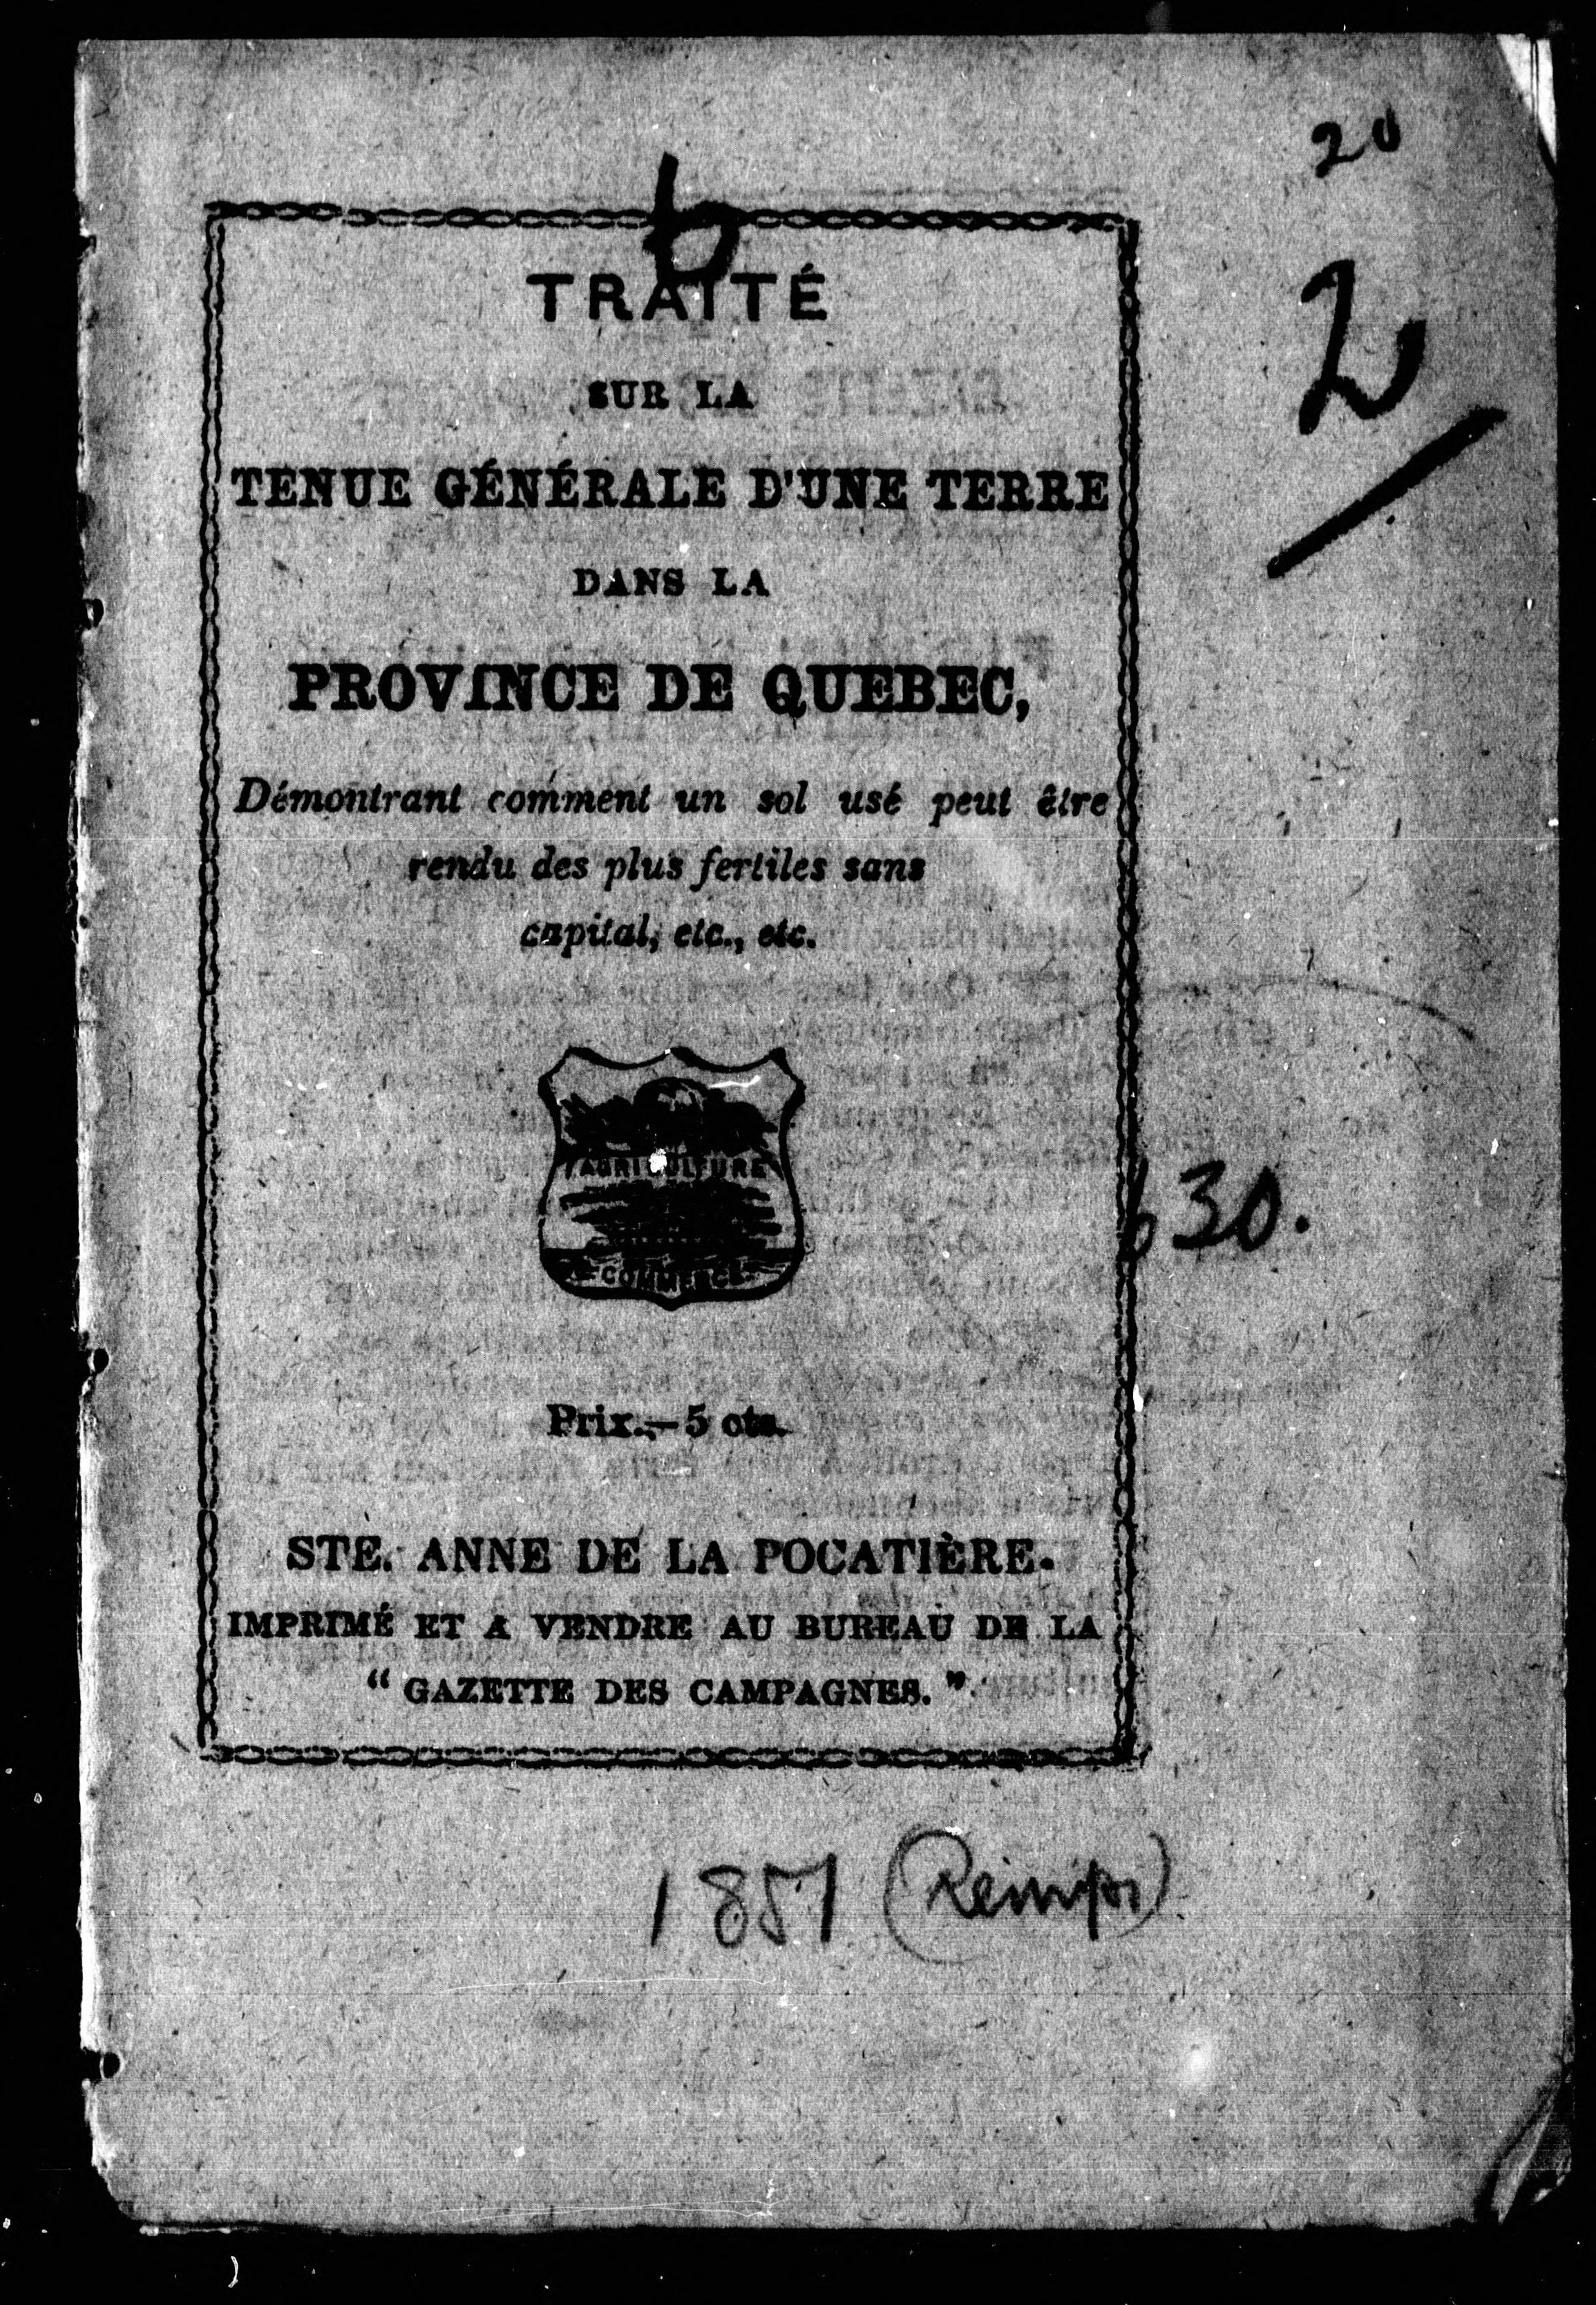 20
2
b
TRAITÉ
SUR LA
TENUE GÉNÉRALE D'UNE TERRE
DANS LA
PROVINCE DE QUEBEC,
Démontrant comment un sol usé peut être
rendu des plus fertiles sans
capital, etc., etc.
AGRICULTURE
COMMERCE
630.
Prix.—5 cts.
STE. ANNE DE LA POCATIÈRE.
IMPRIMÉ ET A VENDRE AU BUREAU DE LA
“ GAZETTE DES CAMPAGNES. ”
1851